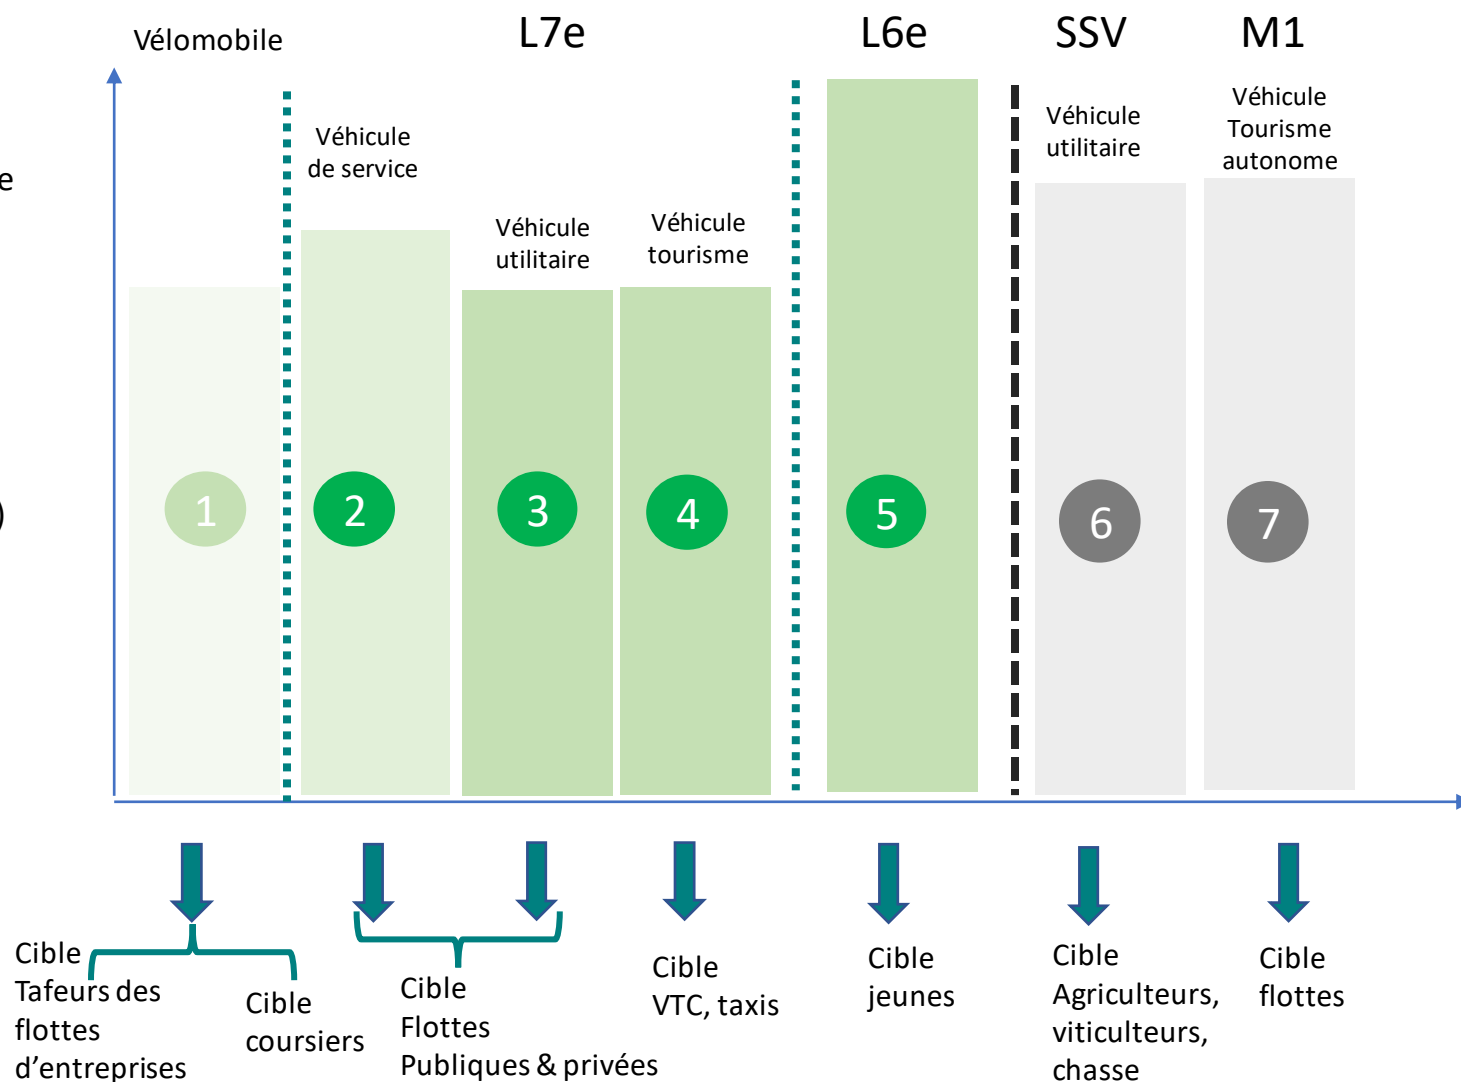 Vélomobile
L7e
L6e
SSV
M1
Véhicule
de service
Véhicule
utilitaire
Véhicule
tourisme
Véhicule
utilitaire
Véhicule
Tourisme
autonome
e
)
1
2
3
4
5
6
7
Cible
Tafeurs des
flottes
d’entreprises
Cible
coursiers
Cible
Flottes
Publiques & privées
Cible
VTC, taxis
Cible
jeunes
Cible
Agriculteurs,
viticulteurs,
chasse
Cible
flottes